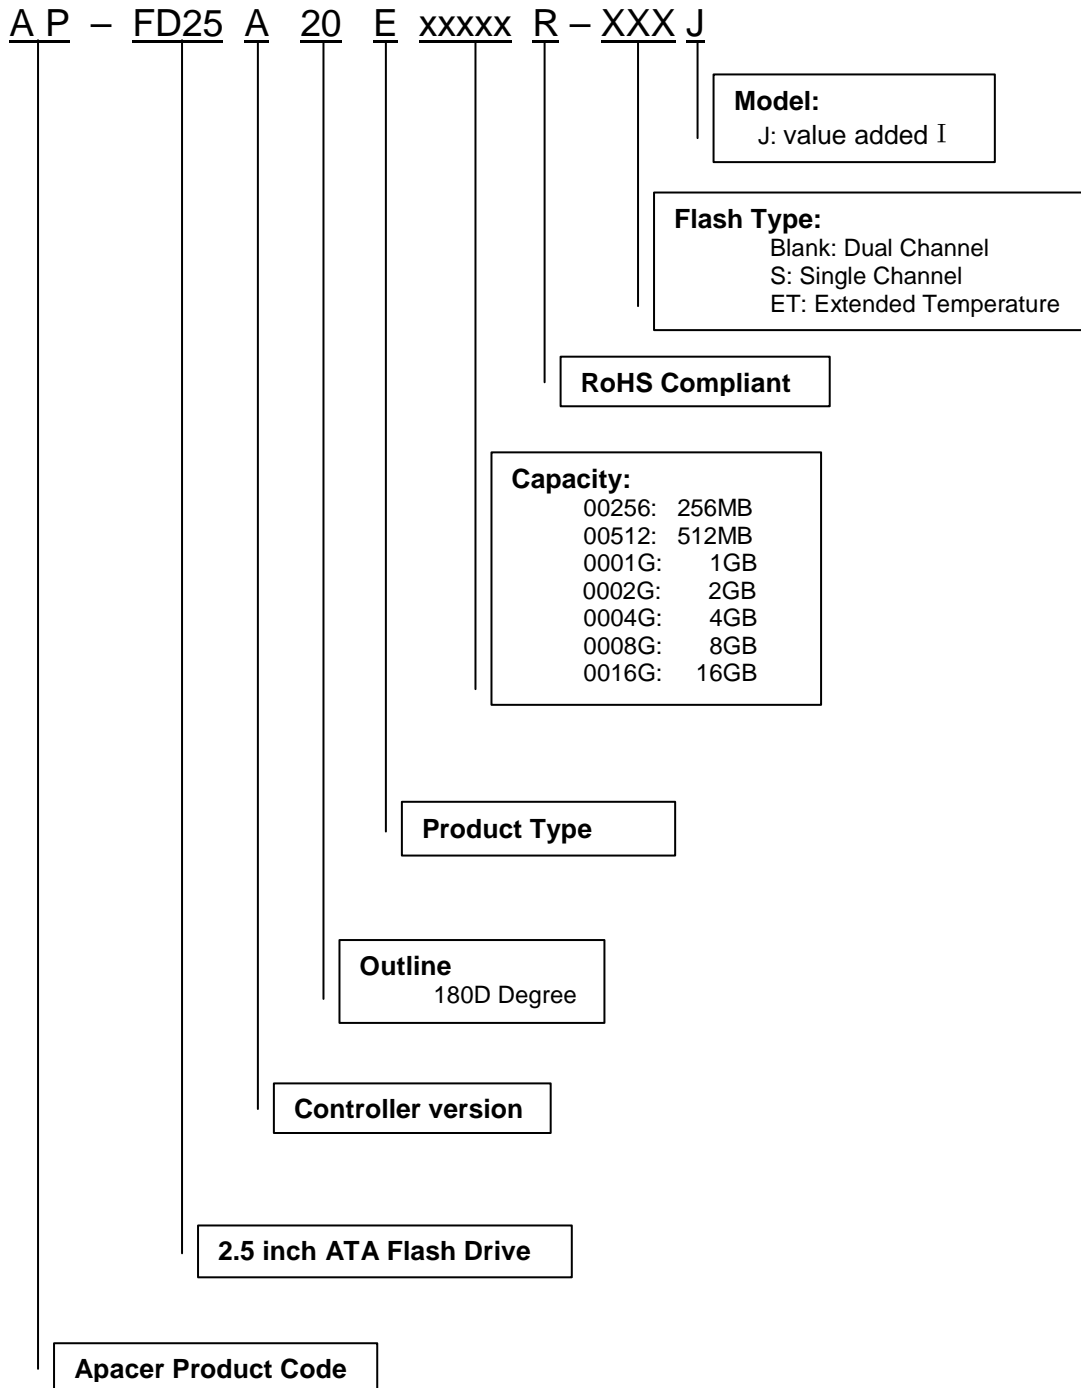 AP – FD25 A 20 E xxxxx R – XXX J
Model:
J: value added I
Flash Type:
Blank: Dual Channel
S: Single Channel
ET: Extended Temperature
RoHS Compliant
Capacity:
00256: 256MB
00512: 512MB
0001G: 1GB
0002G: 2GB
0004G: 4GB
0008G: 8GB
0016G: 16GB
Product Type
Outline
180D Degree
Controller version
2.5 inch ATA Flash Drive
Apacer Product Code